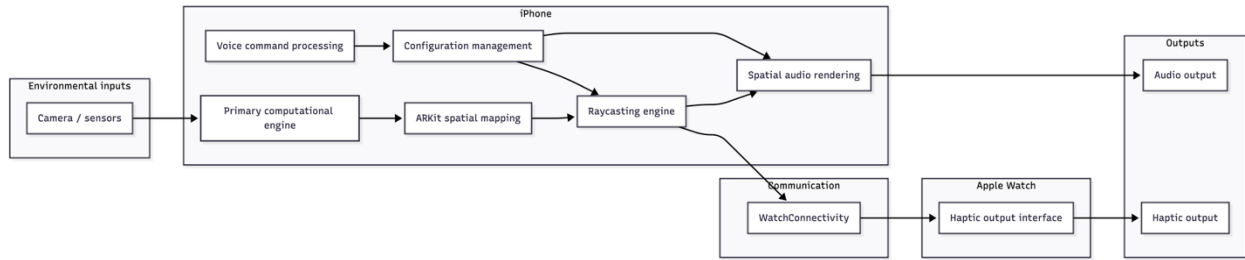 iPhone
Voice command processing
Configuration management
Outputs
Spatial audio rendering
Audio output
Environmental inputs
Camera / sensors
Primary computational
engine
ARKit spatial mapping
Raycasting engine
Communication
WatchConnectivity
Apple Watch
Haptic output interface
Haptic output